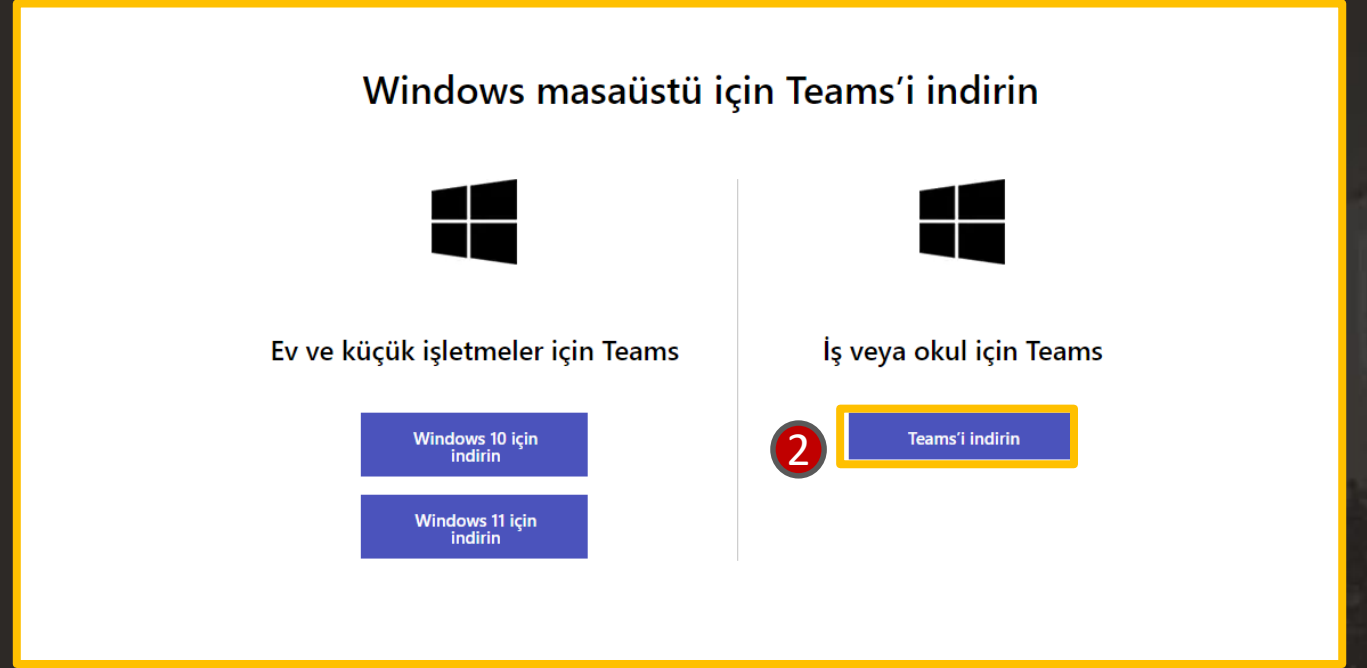 Windows masaüstü için Teams’i indirin
Ev ve küçük işletmeler için Teams
Windows 10 için
indirin
Windows 11 için
indirin
İş veya okul için Teams
2
Teams’i indirin